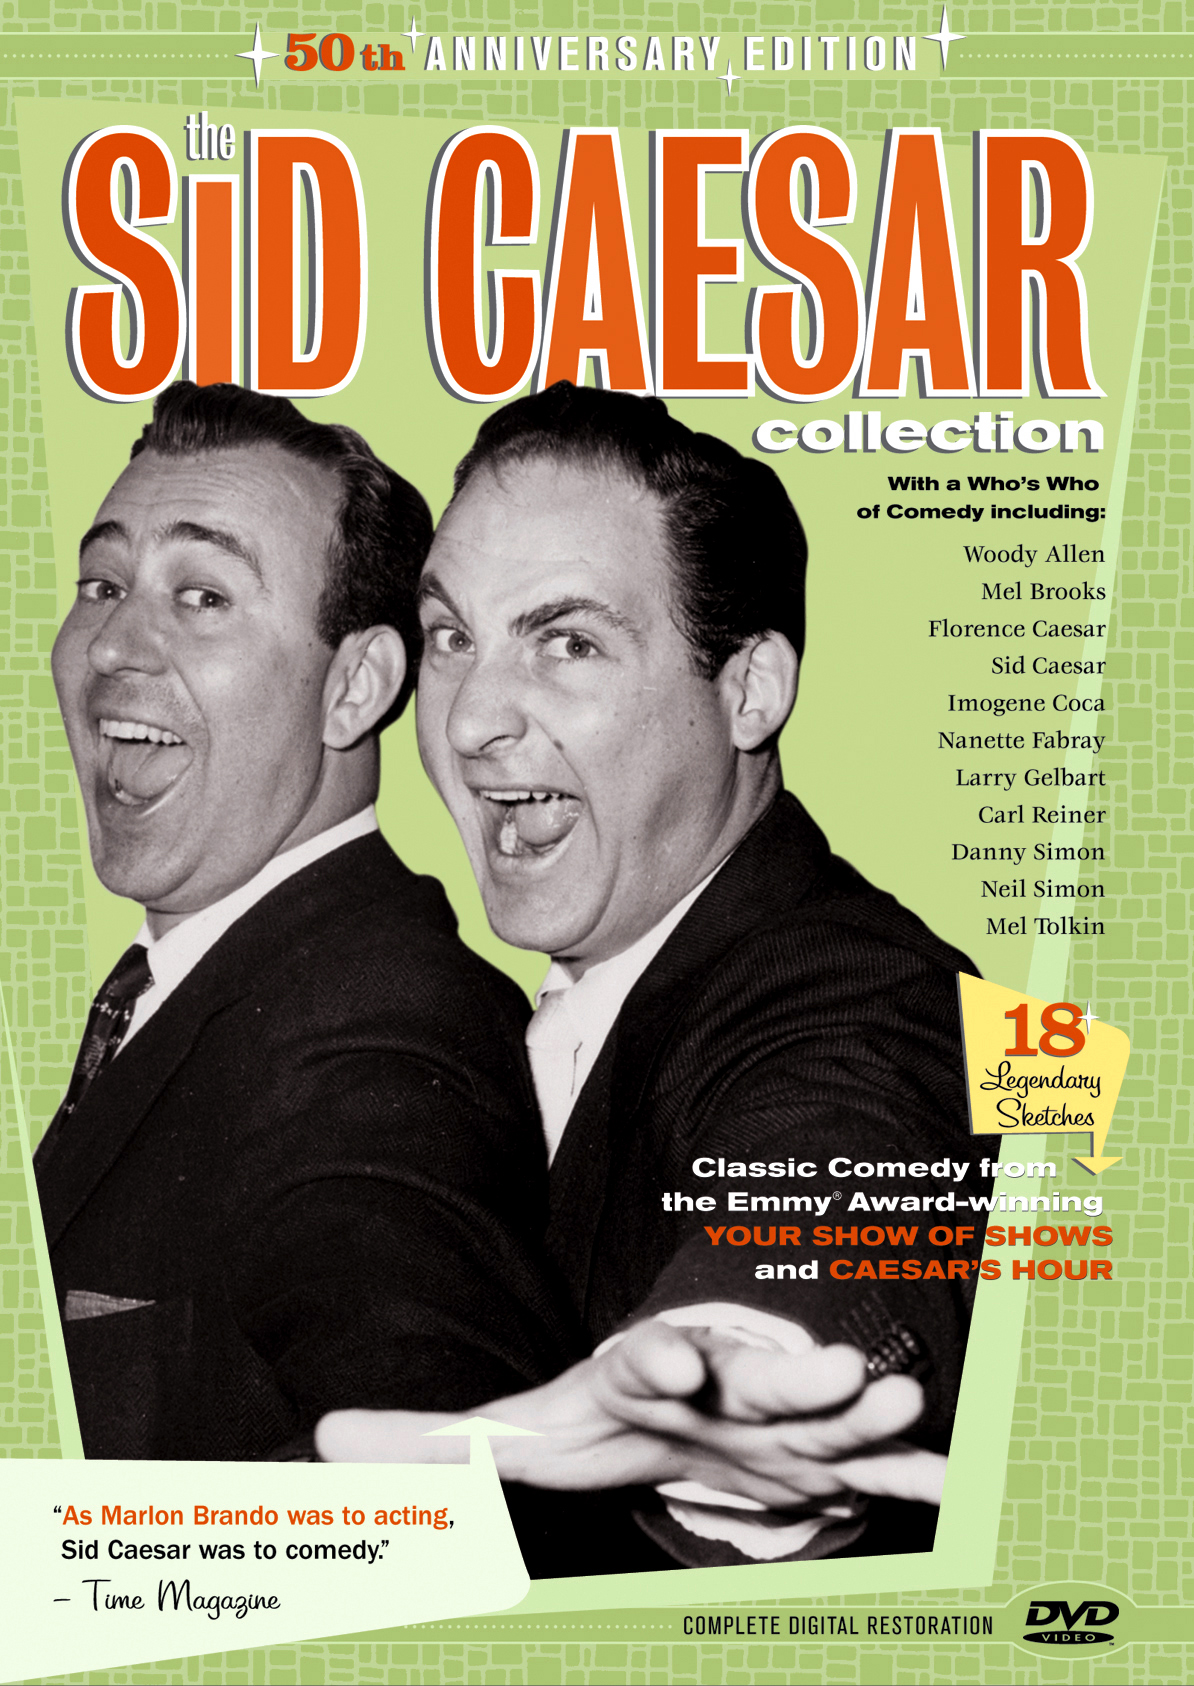 50th ANNIVERSARY EDITION
the
SiD CAESAR
collection
With a Who's Who
of Comedy including:
Woody Allen
Mel Brooks
Florence Caesar
Sid Caesar
Imogene Coca
Nanette Fabray
Larry Gelbart
Carl Reiner
Danny Simon
Neil Simon
Mel Tolkin
18
Legendary
Sketches
Classic Comedy from
the Emmy® Award-winning
YOUR SHOW OF SHOWS
and CAESAR'S HOUR
“As Marlon Brando was to acting,
Sid Caesar was to comedy.”
– Time Magazine
COMPLETE DIGITAL RESTORATION
DVD
VIDEO™